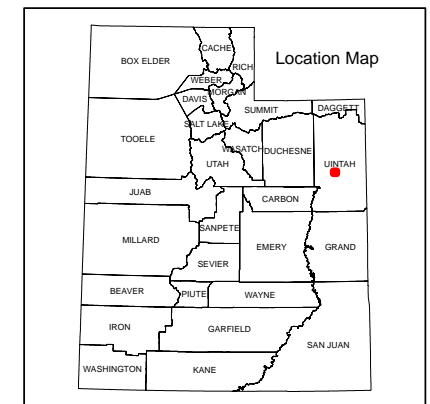 Location Map
CACHE
BOX ELDER
RICH
WEBER
MORGAN
DAVIS
SUMMIT
DAGGETT
SALT LAKE
TOOELE
WASATCH
DUCHESNE
UTAH
UINTAH
JUAB
CARBON
SANPETE
MILLARD
EMERY
GRAND
SEVIER
BEAVER
PIUTE
WAYNE
IRON
GARFIELD
SAN JUAN
WASHINGTON
KANE